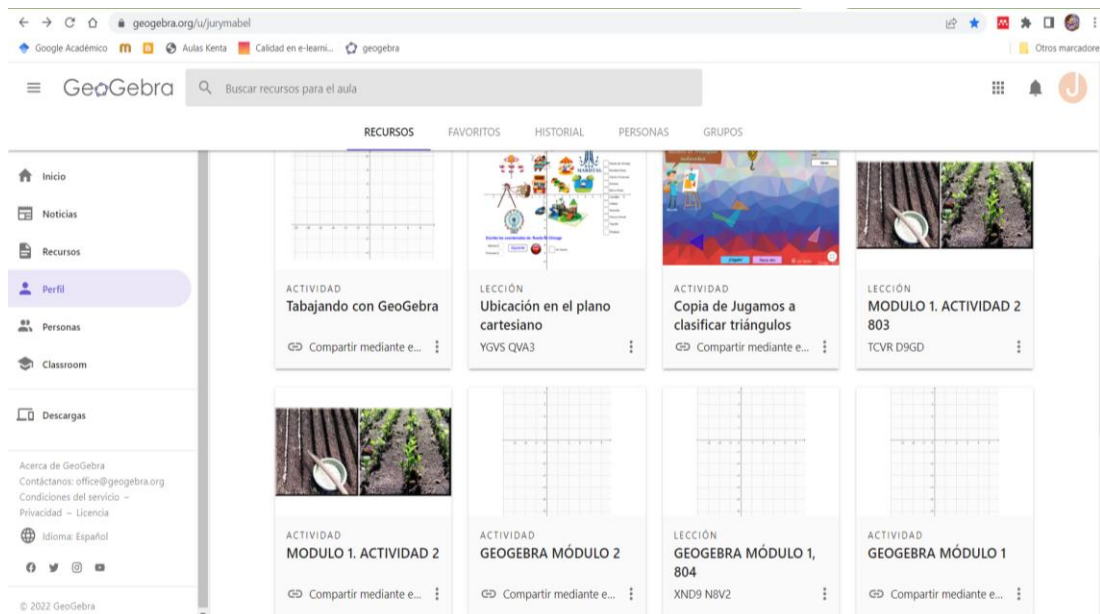 geogebra.org/u/jurymabel
Google Académico
Aulas Kenta
Calidad en e-learni...
geogebra
Otros marcadore
GeoGebra
Buscar recursos para el aula
J
RECURSOS FAVORITOS HISTORIAL PERSONAS GRUPOS
Inicio
Noticias
Recursos
Perfil
Personas
Classroom
Descargas
Acerca de GeoGebra
Contáctanos: office@geogebra.org
Condiciones del servicio –
Privacidad – Licencia
Idioma: Español
© 2022 GeoGebra
ACTIVIDAD
Tabajando con GeoGebra
Compartir mediante e...
LECCIÓN
Ubicación en el plano
cartesiano
YGVS QVA3
ACTIVIDAD
Copia de Jugamos a
clasificar triángulos
Compartir mediante e...
LECCIÓN
MODULO 1. ACTIVIDAD 2
803
TCVR D9GD
ACTIVIDAD
MODULO 1. ACTIVIDAD 2
Compartir mediante e...
ACTIVIDAD
GEOGEBRA MÓDULO 2
Compartir mediante e...
LECCIÓN
GEOGEBRA MÓDULO 1,
804
XND9 N8V2
ACTIVIDAD
GEOGEBRA MÓDULO 1
Compartir mediante e...